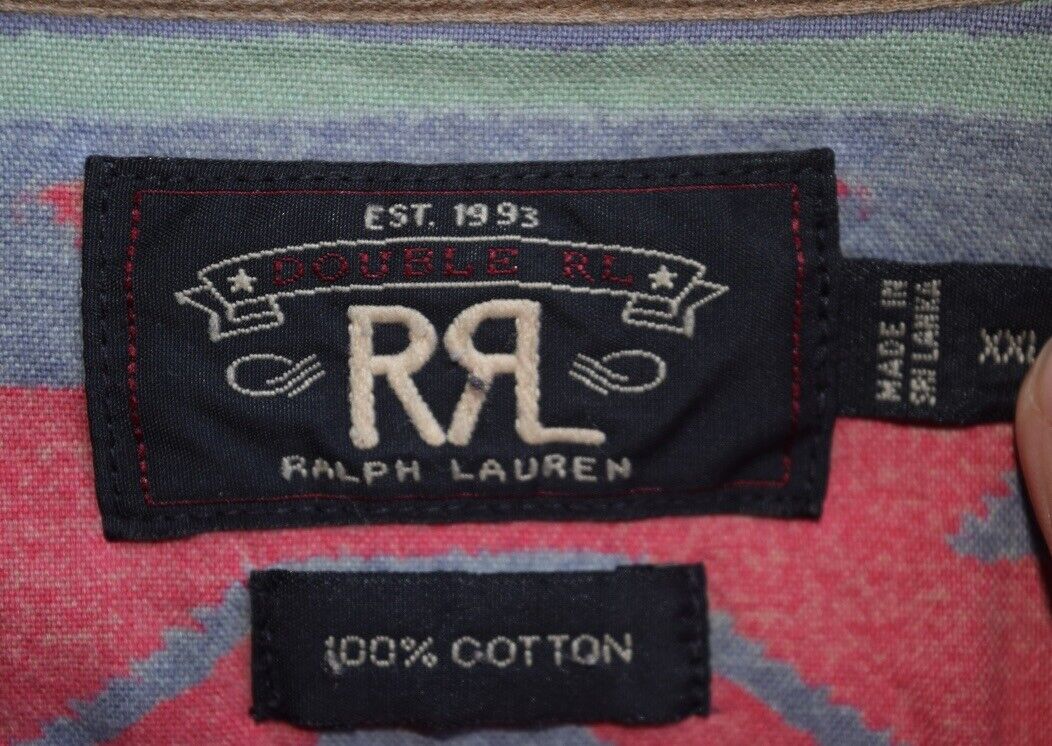 EST. 1993
DOUBLE RL
RRL
RALPH LAUREN
MADE IN
SRI LANKA
XXL
100% COTTON